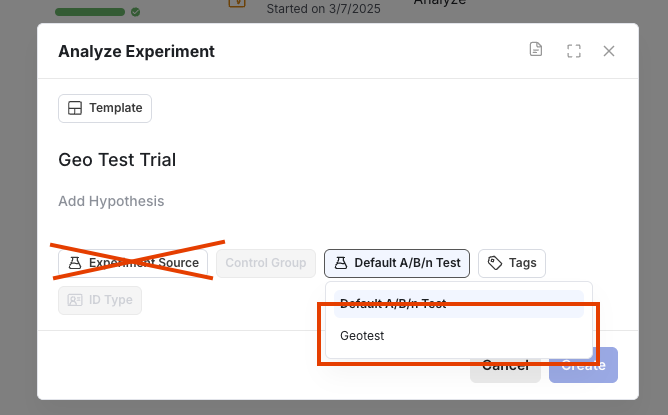 Started on 3/7/2025
Analyze
Analyze Experiment
Template
Geo Test Trial
Add Hypothesis
Experiment Source
Control Group
Default A/B/n Test
Tags
ID Type
Default A/B/n Test
Geotest
Cancel
Create